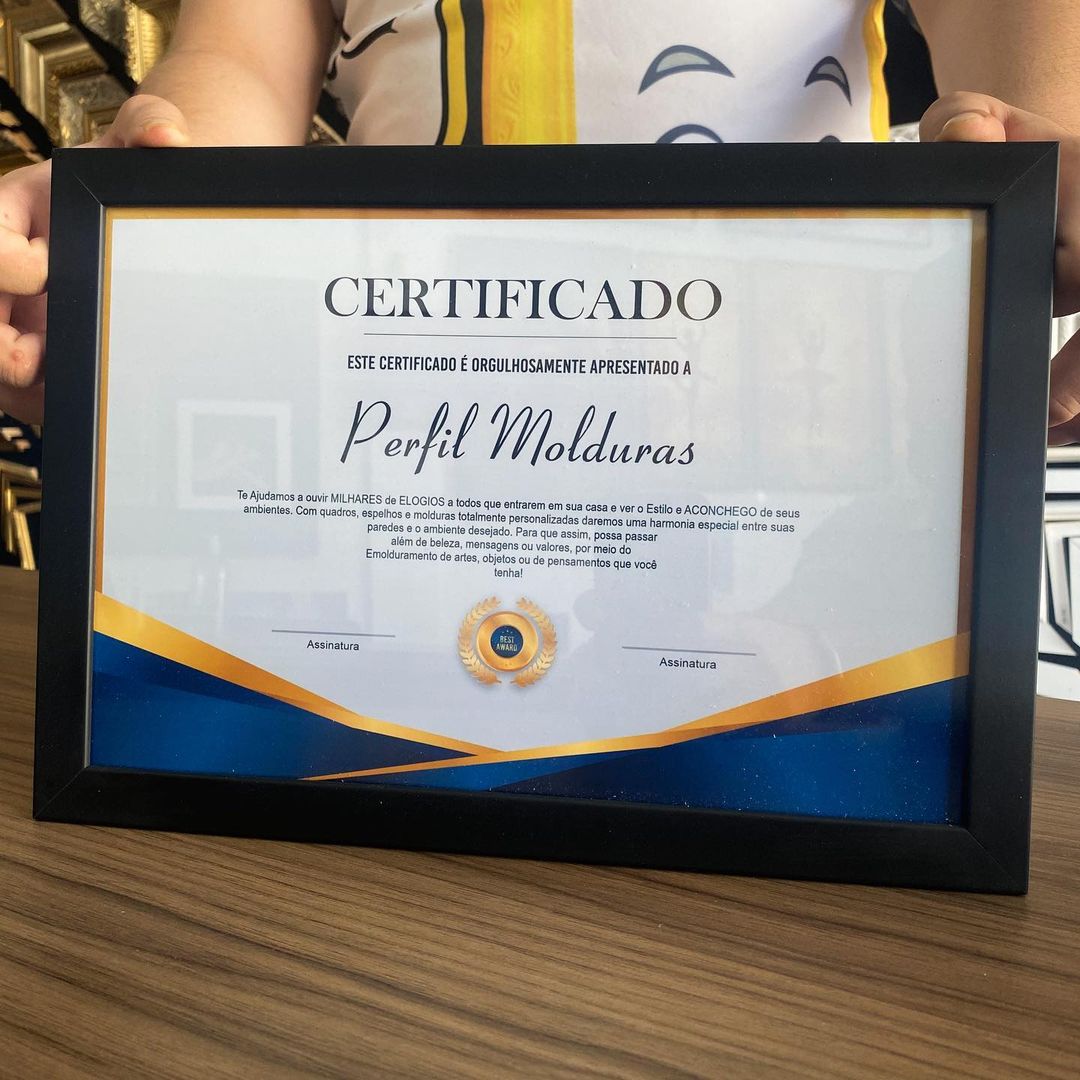 CERTIFICADO
ESTE CERTIFICADO É ORGULHOSAMENTE APRESENTADO A
Perfil Molduras
Te Ajudamos a ouvir MILHARES de ELOGIOS a todos que entrarem em sua casa e ver o Estilo e ACONCHEGO de seus
ambientes. Com quadros, espelhos e molduras totalmente personalizadas daremos uma harmonia especial entre suas
paredes e o ambiente desejado. Para que assim, possa passar
além de beleza, mensagens ou valores, por meio do
Emolduramento de artes, objetos ou de pensamentos que você
tenha!
BEST
AWARD
Assinatura
Assinatura